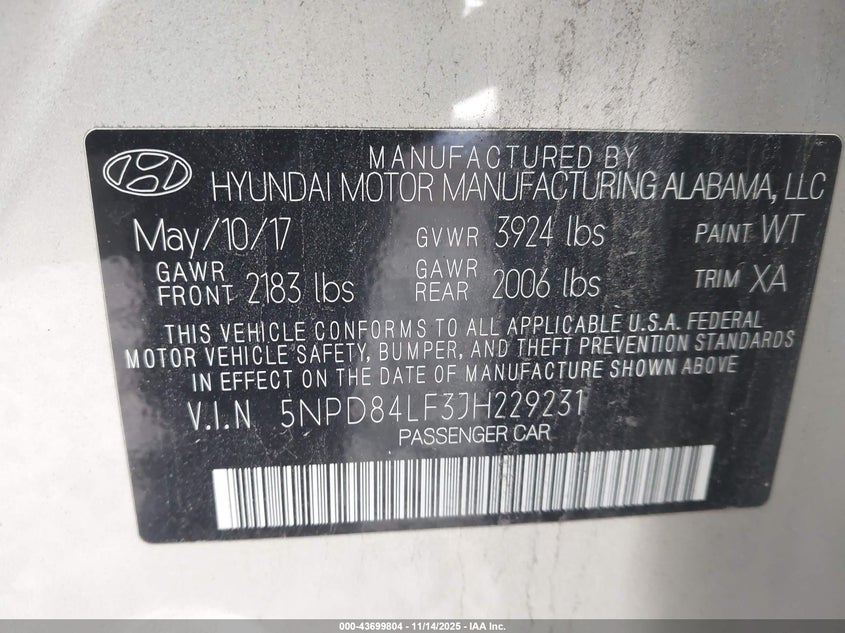 MANUFACTURED BY
HYUNDAI MOTOR MANUFACTURING ALABAMA, LLC
May/10/17 GVWR 3924 lbs PAINT WT
GAWR FRONT 2183 lbs GAWR REAR 2006 lbs TRIM XA
THIS VEHICLE CONFORMS TO ALL APPLICABLE U.S.A. FEDERAL
MOTOR VEHICLE SAFETY, BUMPER, AND THEFT PREVENTION STANDARDS
IN EFFECT ON THE DATE OF MANUFACTURE SHOWN ABOVE
V.I.N 5NPD84LF3JH229231
PASSENGER CAR
000-43699804 - 11/14/2025 - IAA Inc.